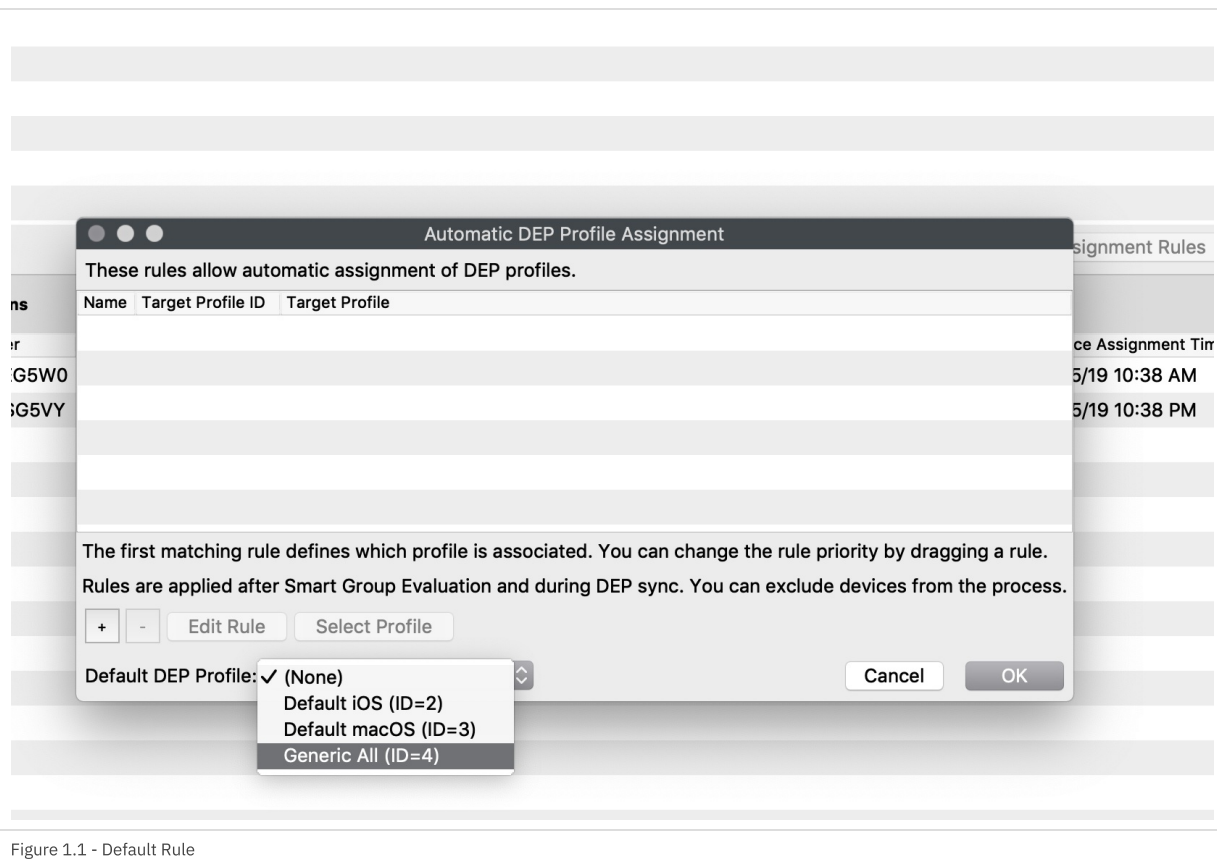 Automatic DEP Profile Assignment
signment Rules
These rules allow automatic assignment of DEP profiles.
Name Target Profile ID Target Profile
ns
er
ce Assignment Tim
G5W0
5/19 10:38 AM
SG5VY
5/19 10:38 PM
The first matching rule defines which profile is associated. You can change the rule priority by dragging a rule.
Rules are applied after Smart Group Evaluation and during DEP sync. You can exclude devices from the process.
+ - Edit Rule Select Profile
Default DEP Profile: ✓ (None) Cancel OK
Default iOS (ID=2)
Default macOS (ID=3)
Generic All (ID=4)
Figure 1.1 - Default Rule